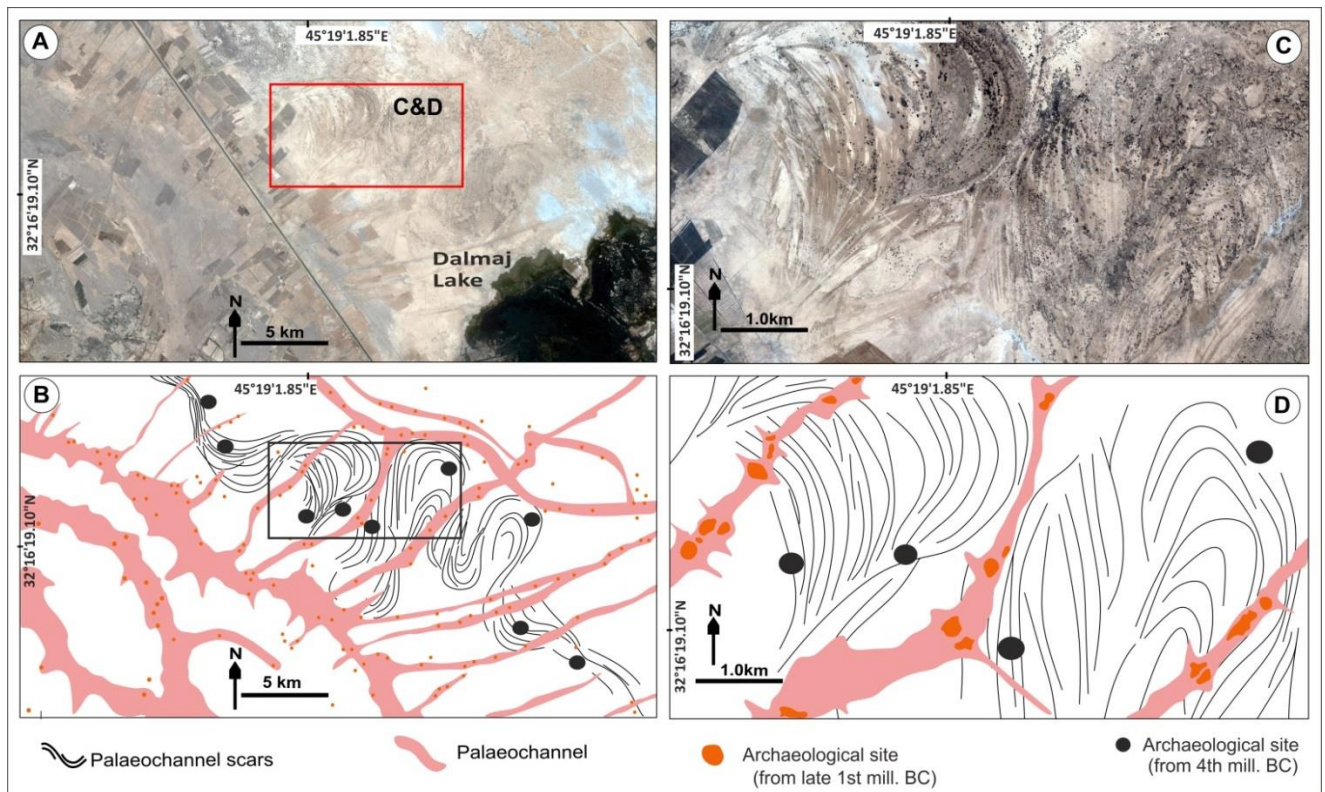 A
45°19'1.85"E
C&D
32°16'19.10"N
Dalmaj
Lake
N
5 km
45°19'1.85"E
C
32°16'19.10"N
N
1.0km
B
45°19'1.85"E
32°16'19.10"N
N
5 km
45°19'1.85"E
D
32°16'19.10"N
N
1.0km
Palaeochannel scars
Palaeochannel
Archaeological site
(from late 1st mill. BC)
Archaeological site
(from 4th mill. BC)